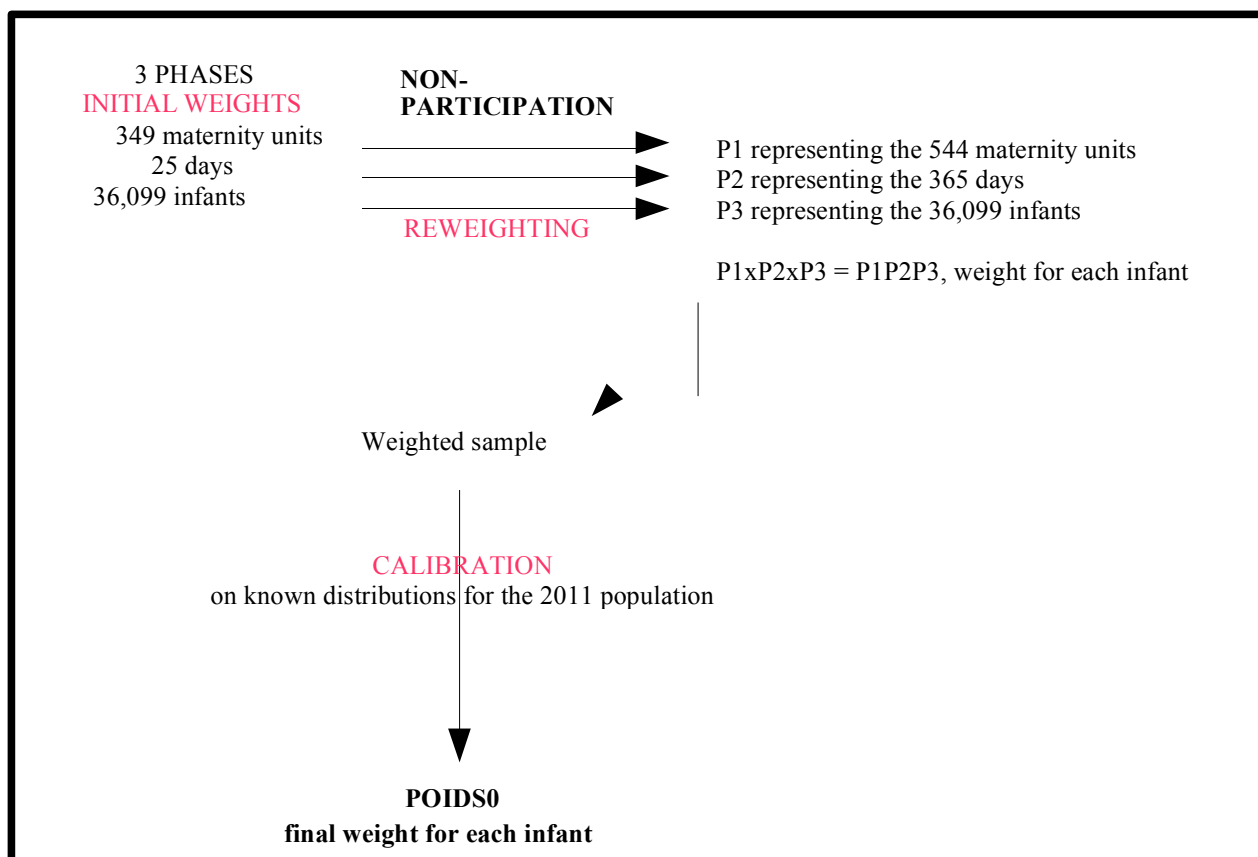 3 PHASES
INITIAL WEIGHTS
349 maternity units
25 days
36,099 infants
NON-
PARTICIPATION
REWEIGHTING
P1 representing the 544 maternity units
P2 representing the 365 days
P3 representing the 36,099 infants
P1xP2xP3 = P1P2P3, weight for each infant
Weighted sample
CALIBRATION
on known distributions for the 2011 population
POIDS0
final weight for each infant